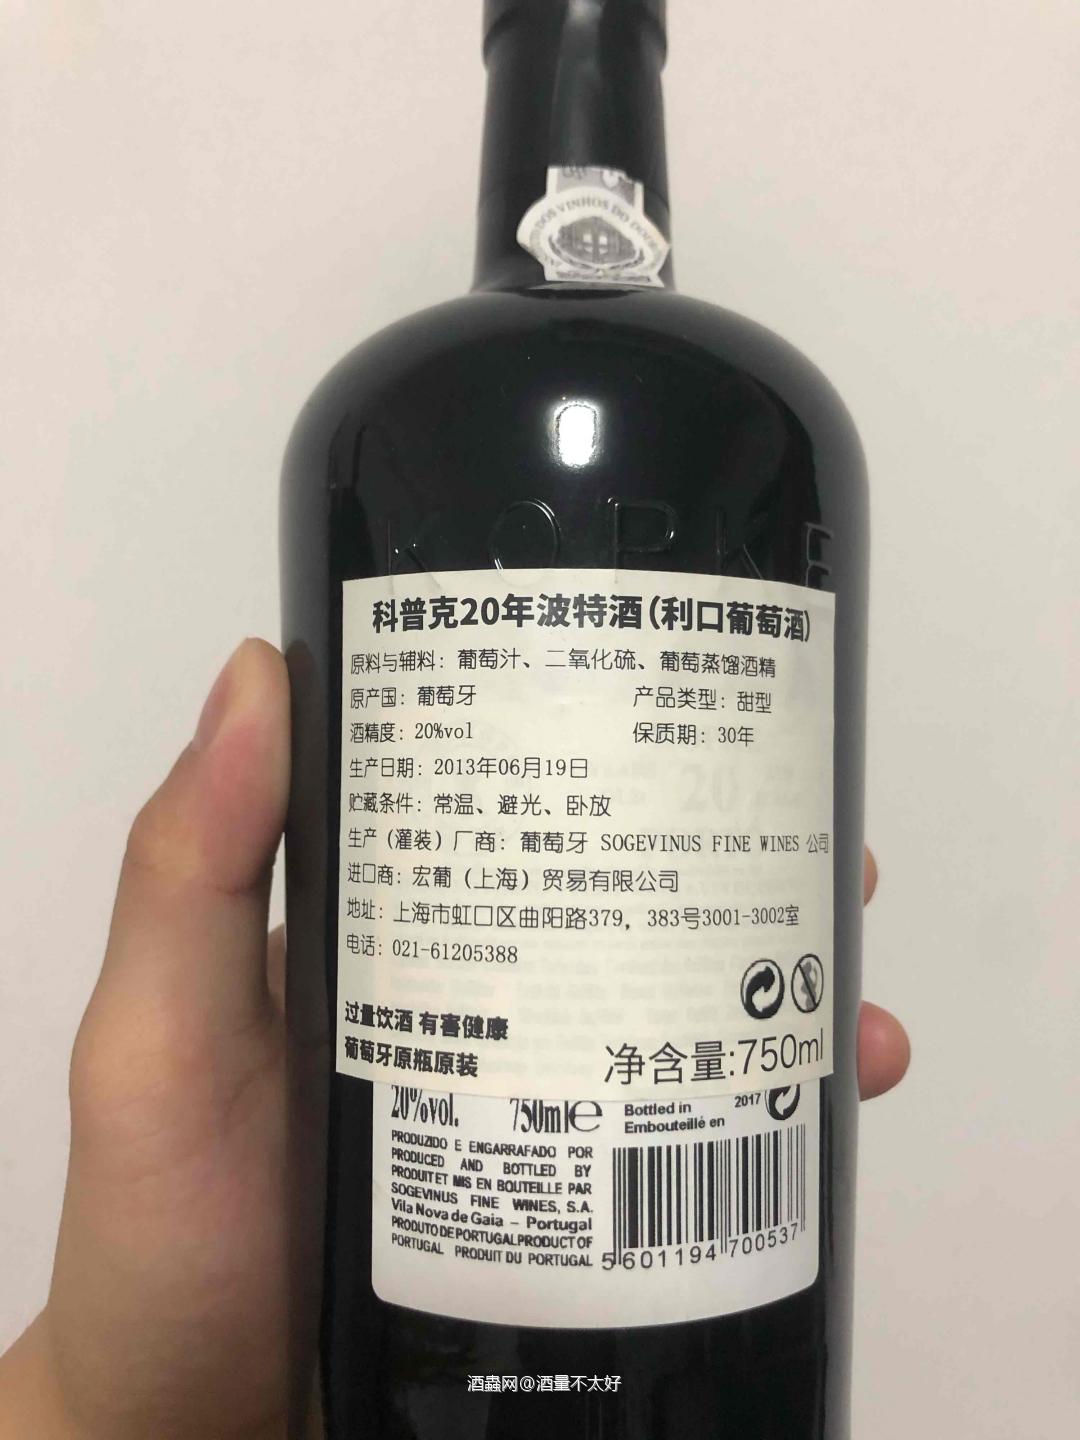 DOS VINHOS DO DOURO
KOPKE
科普克20年波特酒(利口葡萄酒)
原料与辅料：葡萄汁、二氧化硫、葡萄蒸馏酒精
原产国：葡萄牙 产品类型：甜型
酒精度：20%vol 保质期：30年
生产日期：2013年06月19日
贮藏条件：常温、避光、卧放
生产（灌装）厂商：葡萄牙 SOGEVINUS FINE WINES 公司
进口商：宏葡（上海）贸易有限公司
地址：上海市虹口区曲阳路379，383号3001-3002室
电话：021-61205388
过量饮酒 有害健康
葡萄牙原瓶原装
净含量:750ml
20%vol. 750ml e Bottled in 2017
Embouteillé en
PRODUZIDO E ENGARRAFADO POR
PRODUCED AND BOTTLED BY
PRODUIT ET MIS EN BOUTEILLE PAR
SOGEVINUS FINE WINES, S.A.
Vila Nova de Gaia – Portugal
PRODUTO DE PORTUGAL PRODUCT OF
PORTUGAL PRODUIT DU PORTUGAL
5 601194 700537
酒蟲网@酒量不太好